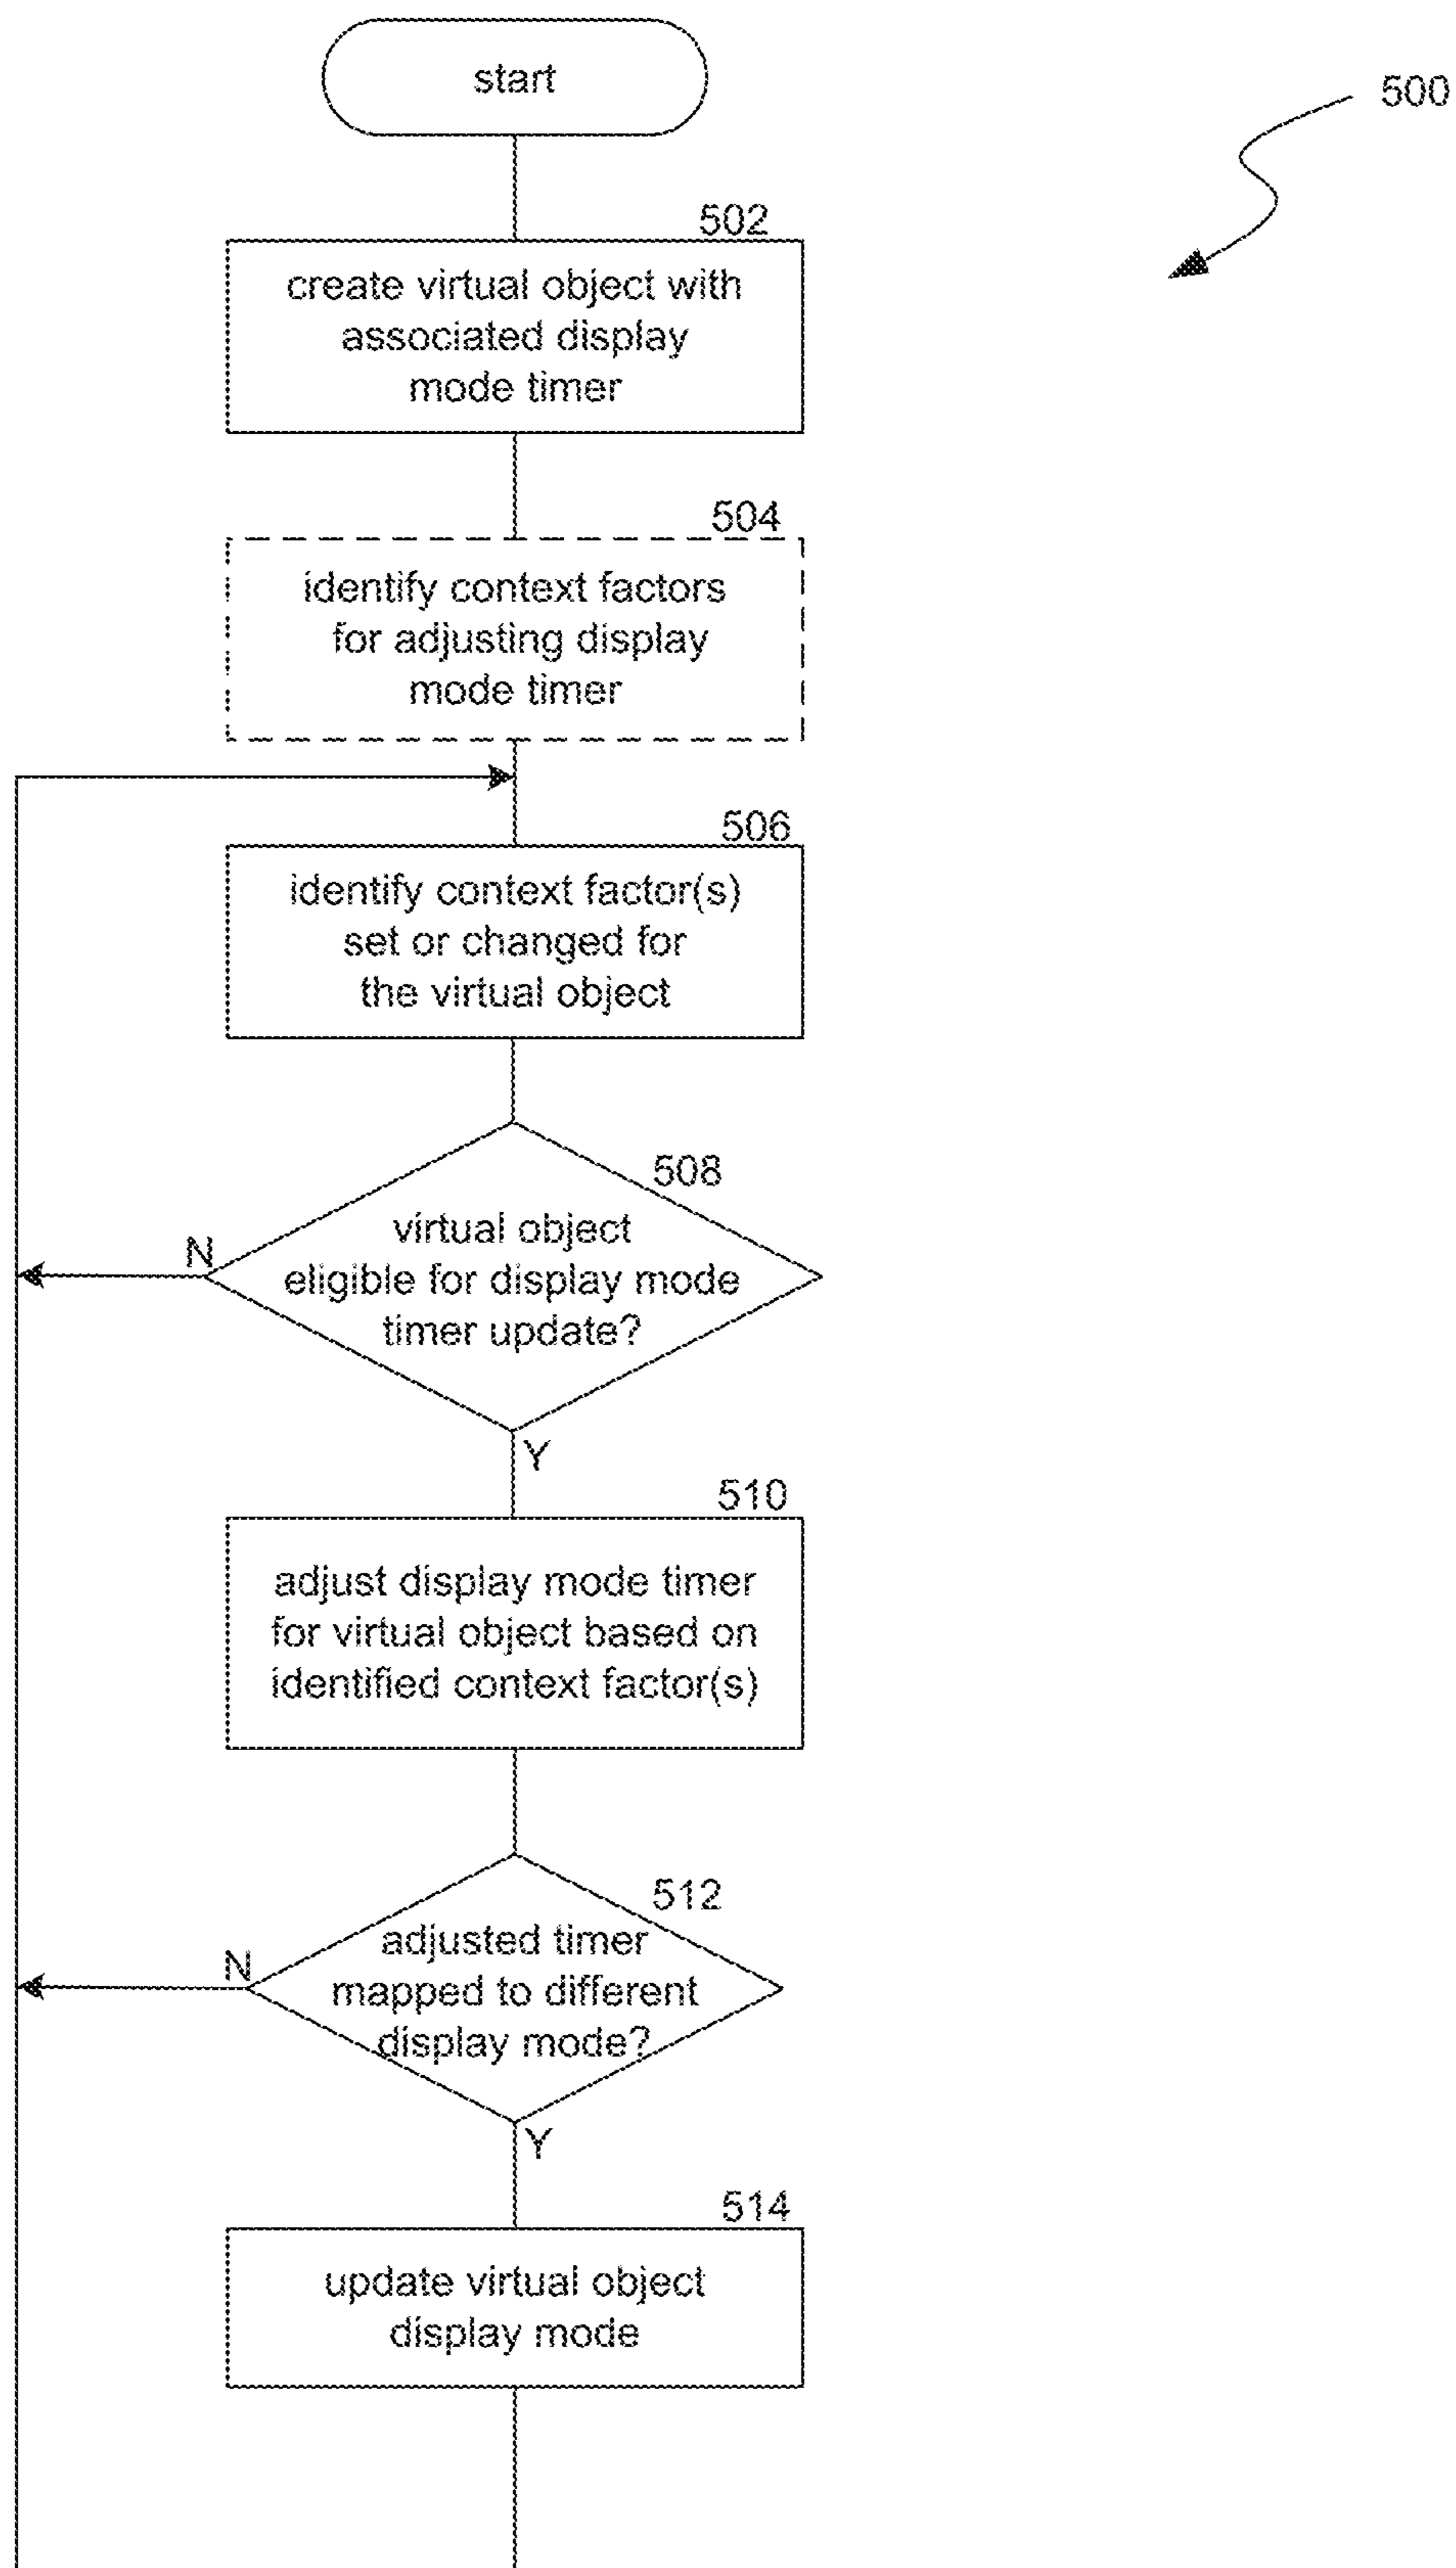 start
500
502
create virtual object with
associated display
mode timer
504
identify context factors
for adjusting display
mode timer
506
identify context factor(s)
set or changed for
the virtual object
508
virtual object
eligible for display mode
timer update?
N
Y
510
adjust display mode timer
for virtual object based on
identified context factor(s)
512
adjusted timer
mapped to different
display mode?
N
Y
514
update virtual object
display mode